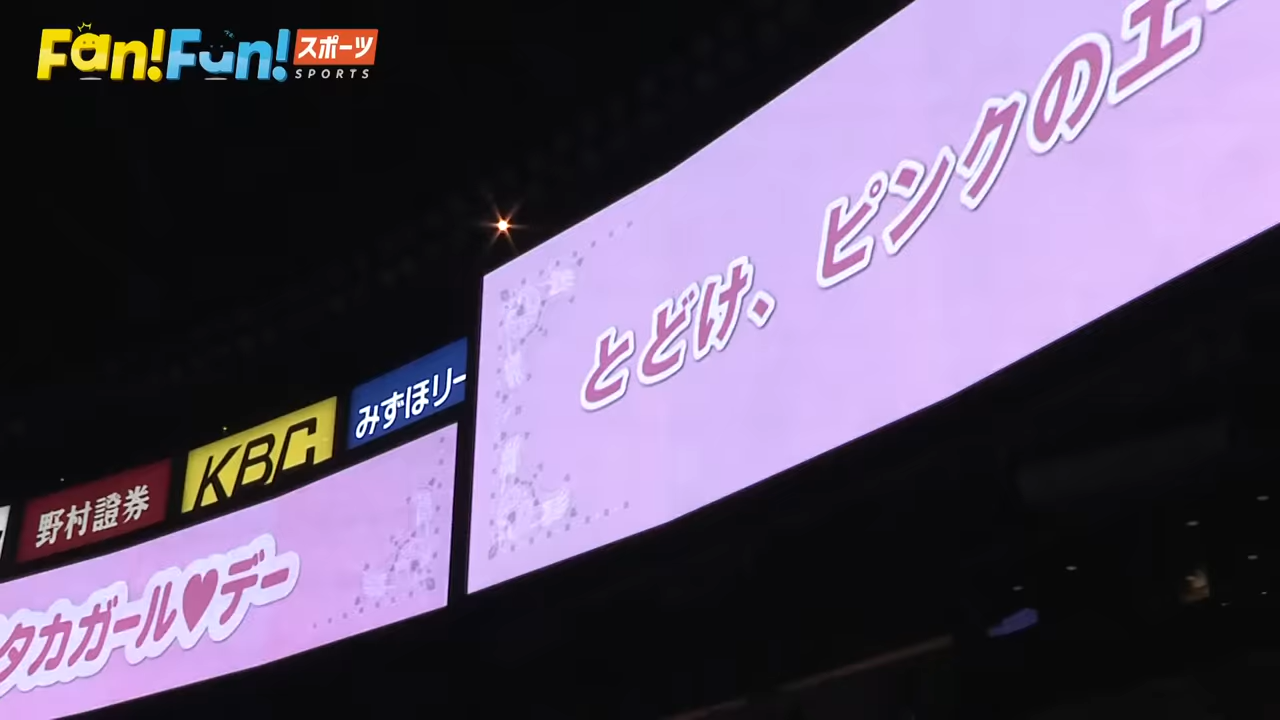 Fan!Fun!スポーツ
SPORTS
とどけ、ピンクのエ
みずほリー
KBC
野村證券
タカガール♥デー